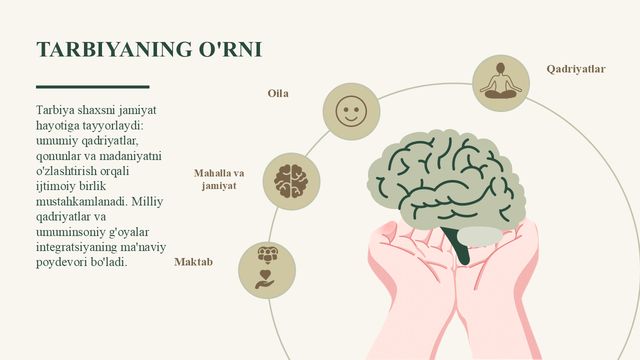 TARBIYANING O'RNI
Tarbiya shaxsni jamiyat
hayotiga tayyorlaydi:
umumiy qadriyatlar,
qonunlar va madaniyatni
o'zlashtirish orqali
ijtimoiy birlik
mustahkamlanadi. Milliy
qadriyatlar va
umuminsoniy g'oyalar
integratsiyaning ma'naviy
poydevori bo'ladi.
Qadriyatlar
Oila
Mahalla va
jamiyat
Maktab